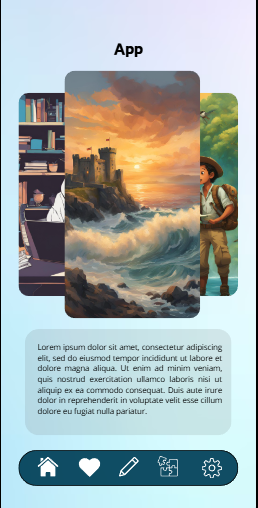 App
Lorem ipsum dolor sit amet, consectetur adipiscing
elit, sed do eiusmod tempor incididunt ut labore et
dolore magna aliqua. Ut enim ad minim veniam,
quis nostrud exercitation ullamco laboris nisi ut
aliquip ex ea commodo consequat. Duis aute irure
dolor in reprehenderit in voluptate velit esse cillum
dolore eu fugiat nulla pariatur.